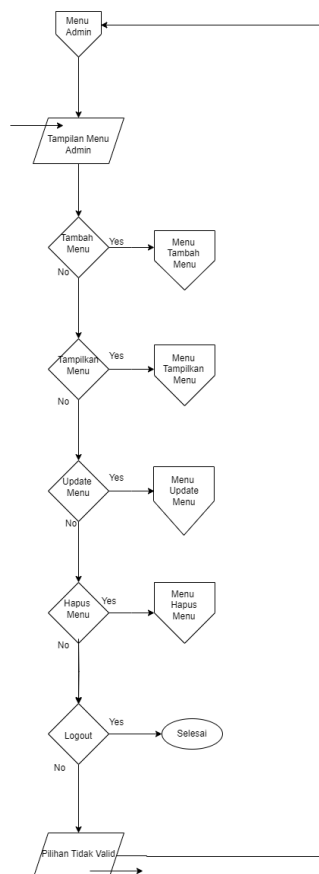 Menu
Admin
Tampilan Menu
Admin
Tambah
Menu
Yes
Menu
Tambah
Menu
No
Tampilkan
Menu
Yes
Menu
Tampilkan
Menu
No
Update
Menu
Yes
Menu
Update
Menu
No
Hapus
Menu
Yes
Menu
Hapus
Menu
No
Logout
Yes
Selesai
No
Pilihan Tidak Valid